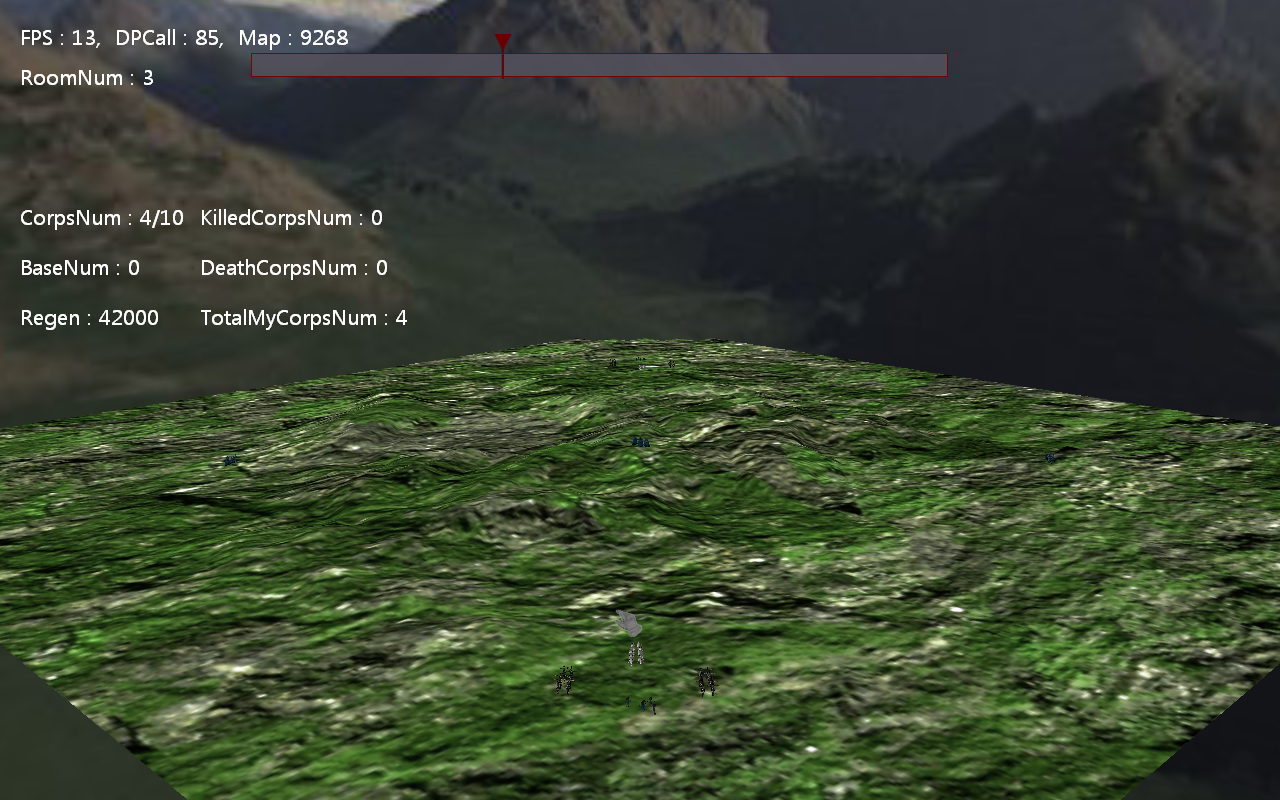 FPS : 13,  DPCall : 85,  Map : 9268
RoomNum : 3
CorpsNum : 4/10  KilledCorpsNum : 0
BaseNum : 0  DeathCorpsNum : 0
Regen : 42000  TotalMyCorpsNum : 4